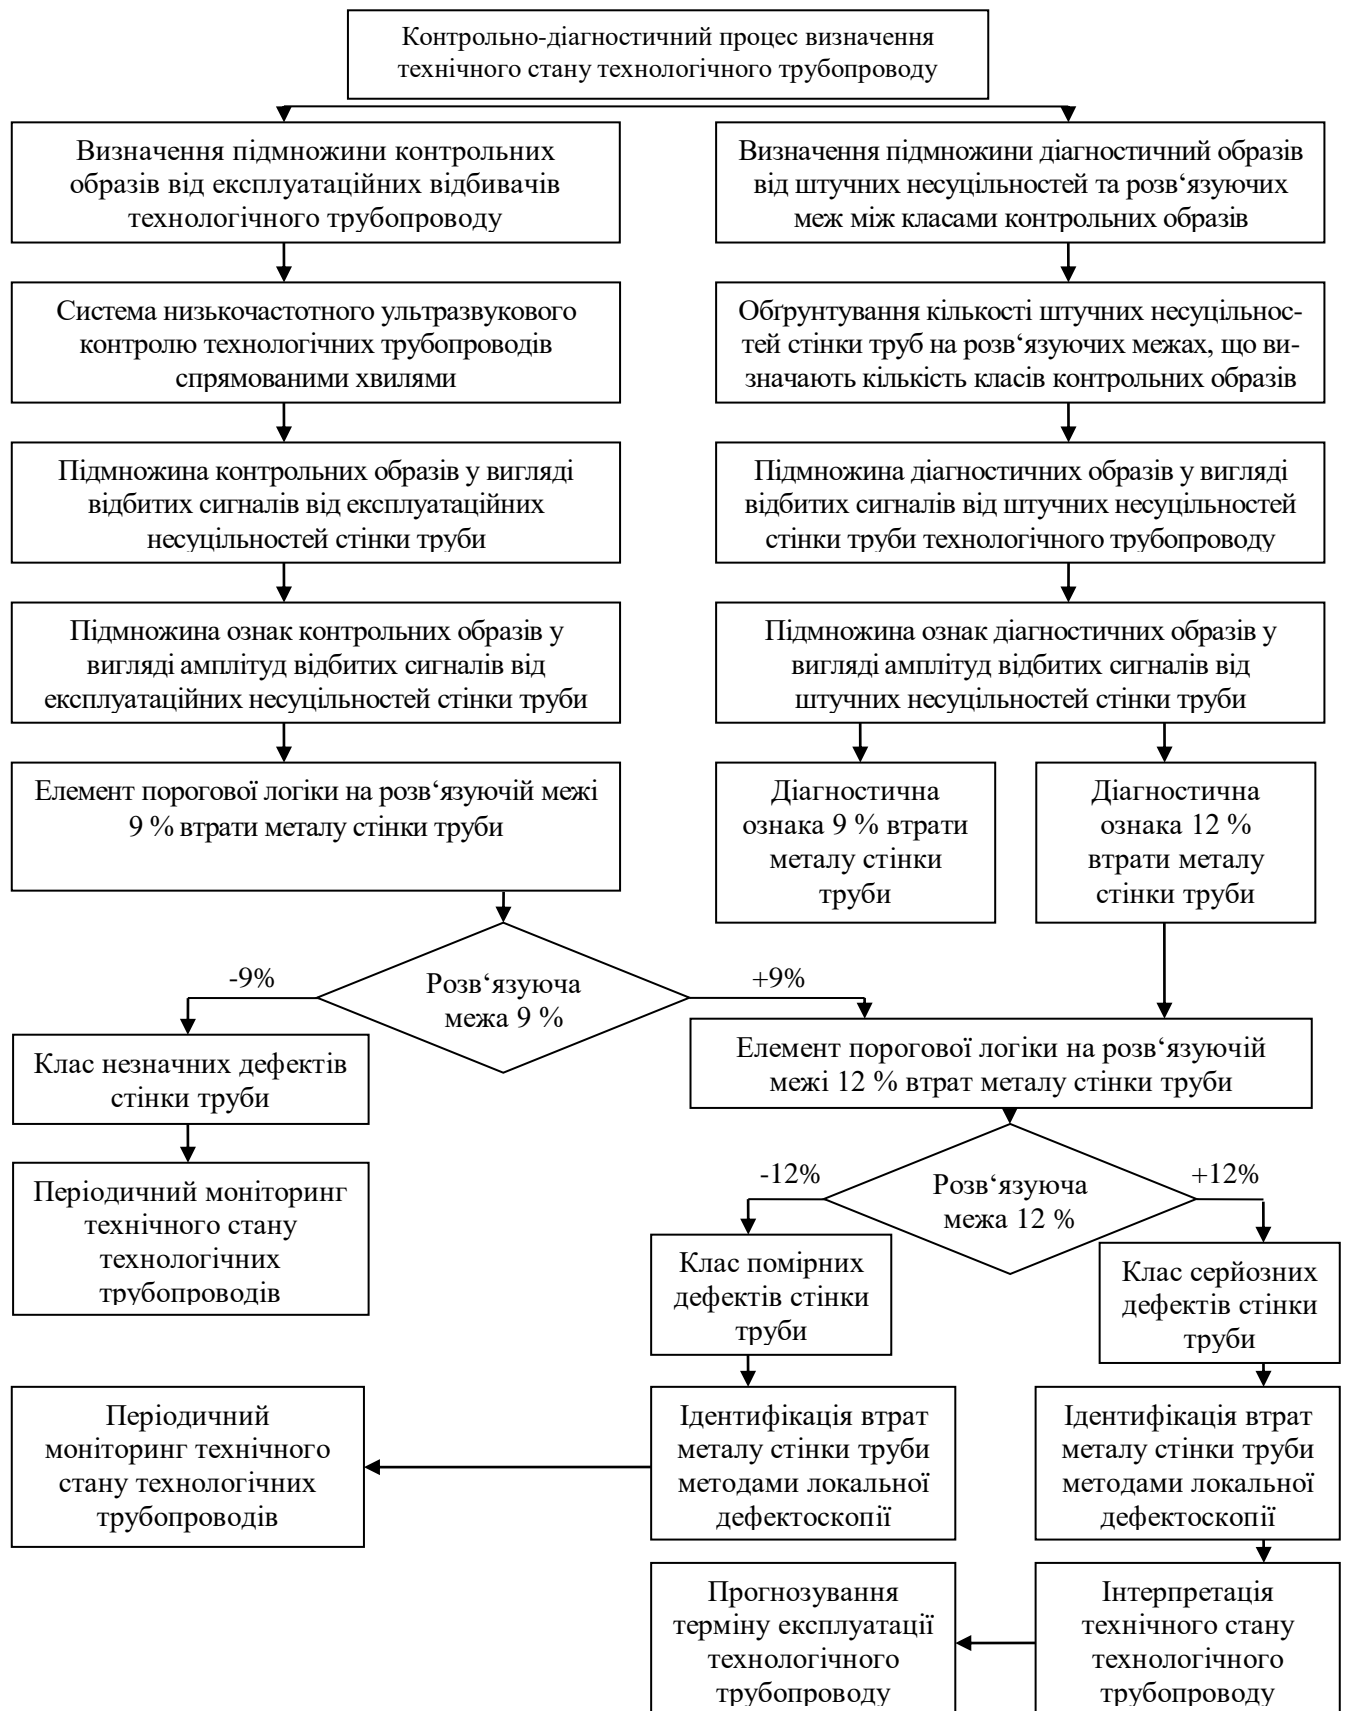 Контрольно-діагностичний процес визначення
технічного стану технологічного трубопроводу
Визначення підмножини контрольних
образів від експлуатаційних відбивачів
технологічного трубопроводу
Визначення підмножини діагностичний образів
від штучних несуцільностей та розв‘язуючих
меж між класами контрольних образів
Система низькочастотного ультразвукового
контролю технологічних трубопроводів
спрямованими хвилями
Обґрунтування кількості штучних несуцільнос-
тей стінки труб на розв‘язуючих межах, що ви-
значають кількість класів контрольних образів
Підмножина контрольних образів у вигляді
відбитих сигналів від експлуатаційних
несуцільностей стінки труби
Підмножина діагностичних образів у вигляді
відбитих сигналів від штучних несуцільностей
стінки труби технологічного трубопроводу
Підмножина ознак контрольних образів у
вигляді амплітуд відбитих сигналів від
експлуатаційних несуцільностей стінки труби
Підмножина ознак діагностичних образів у
вигляді амплітуд відбитих сигналів від
штучних несуцільностей стінки труби
Елемент порогової логіки на розв‘язуючій межі
9 % втрати металу стінки труби
Діагностична
ознака 9 % втрати
металу стінки
труби
Діагностична
ознака 12 %
втрати металу
стінки труби
-9%
Розв‘язуюча
межа 9 %
+9%
Клас незначних дефектів
стінки труби
Елемент порогової логіки на розв‘язуючій
межі 12 % втрат металу стінки труби
Періодичний моніторинг
технічного стану
технологічних
трубопроводів
-12%
Розв‘язуюча
межа 12 %
+12%
Клас помірних
дефектів стінки
труби
Клас серйозних
дефектів стінки
труби
Періодичний
моніторинг технічного
стану технологічних
трубопроводів
Ідентифікація втрат
металу стінки труби
методами локальної
дефектоскопії
Ідентифікація втрат
металу стінки труби
методами локальної
дефектоскопії
Прогнозування
терміну експлуатації
технологічного
трубопроводу
Інтерпретація
технічного стану
технологічного
трубопроводу